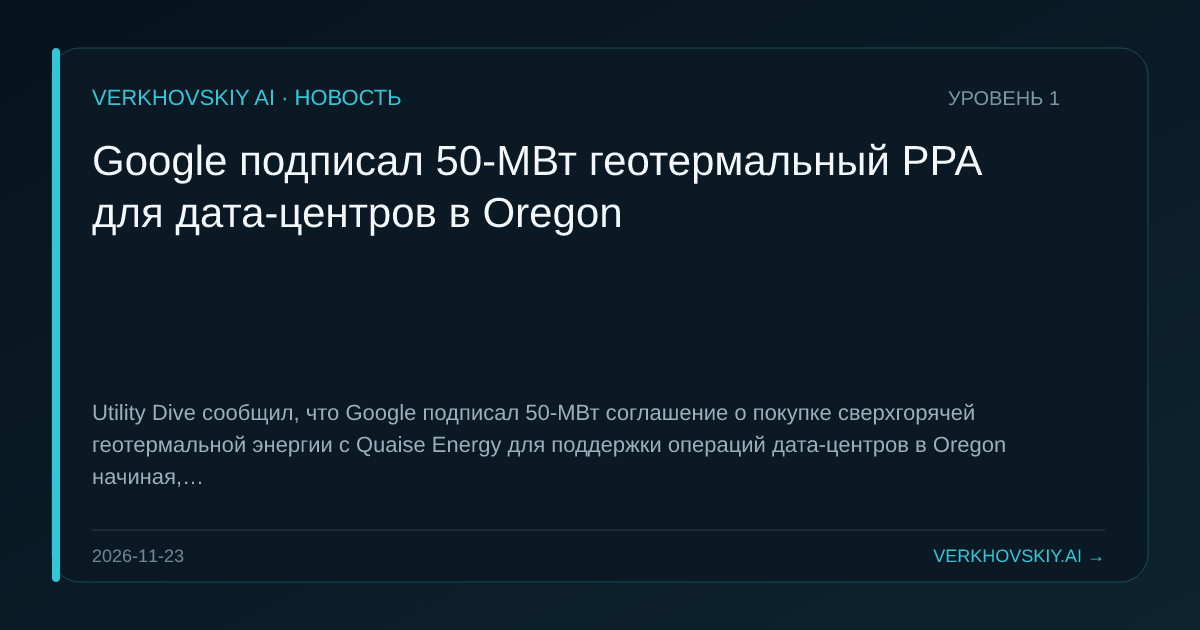 VERKHOVSKIY AI · НОВОСТЬ
УРОВЕНЬ 1
Google подписал 50-МВт геотермальный PPA
для дата-центров в Oregon
Utility Dive сообщил, что Google подписал 50-МВт соглашение о покупке сверхгорячей
геотермальной энергии с Quaise Energy для поддержки операций дата-центров в Oregon
начиная,…
2026-11-23
VERKHOVSKIY.AI →